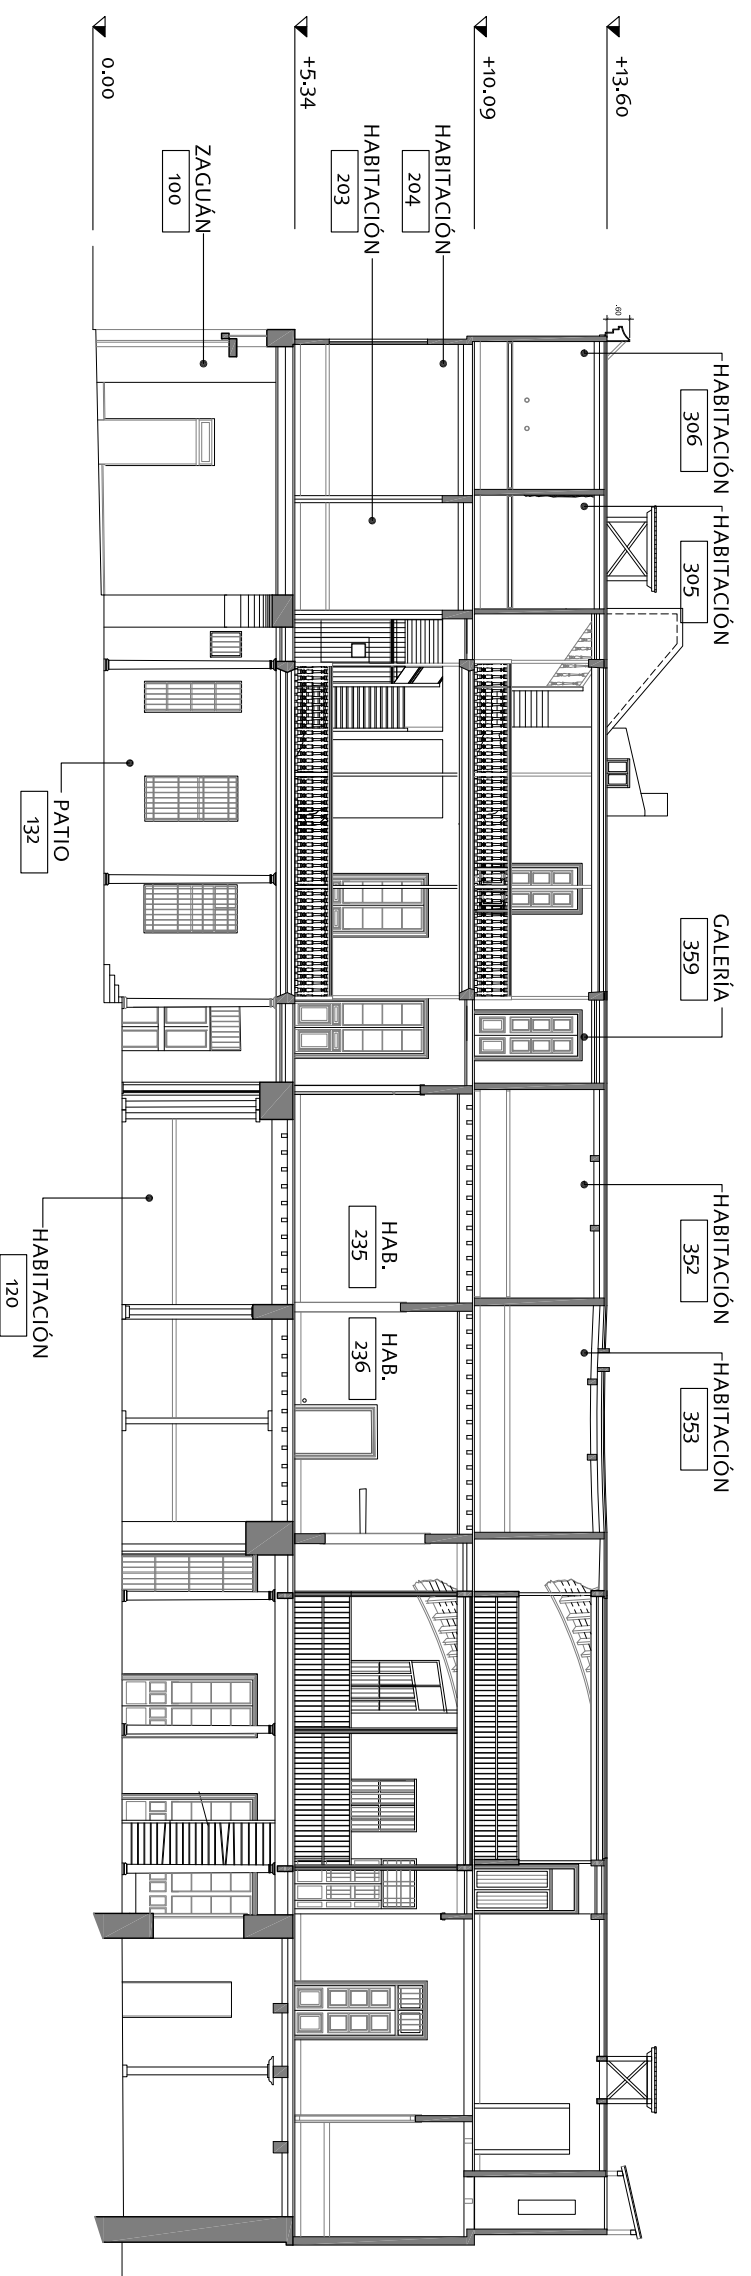 +13.60
+10.09
+5.34
0.00
HABITACIÓN
204
HABITACIÓN
203
ZAGUÁN
100
.60
HABITACIÓN
306
HABITACIÓN
305
GALERÍA
359
HABITACIÓN
352
HABITACIÓN
353
HAB.
235
HAB.
236
PATIO
132
HABITACIÓN
120